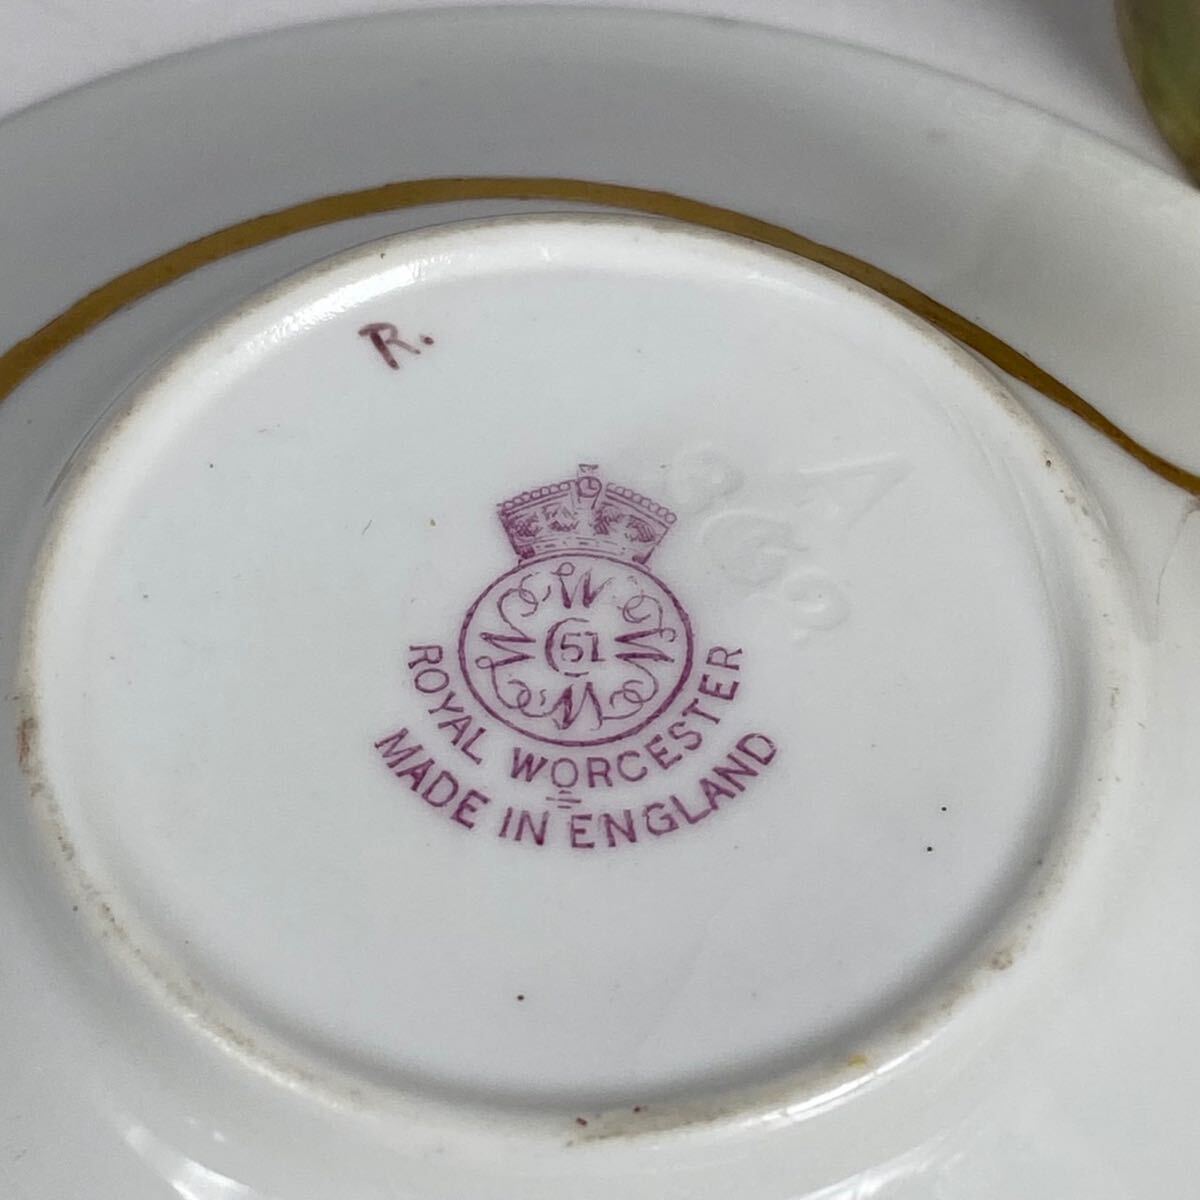 R.
51
ROYAL WORCESTER
MADE IN ENGLAND